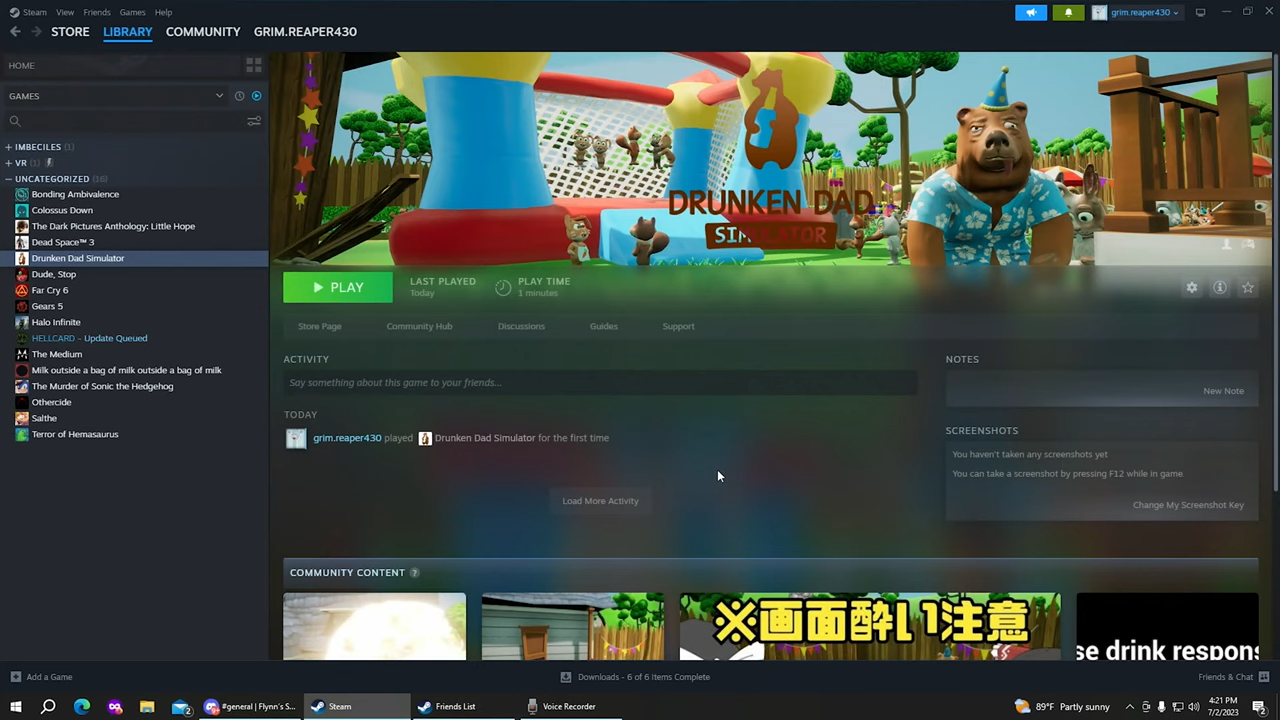 Steam View Friends Games Help
grim.reaper430
STORE LIBRARY COMMUNITY GRIM.REAPER430
HOME
GAMES
IMBECILES (1)
VR (1)
UNCATEGORIZED (16)
Bonding Ambivalence
Colossus Down
The Dark Pictures Anthology: Little Hope
Dead Space™ 3
Drunken Dad Simulator
Dude, Stop
Far Cry 6
Gears 5
Halo Infinite
HELLCARD - Update Queued
The Medium
Milk outside a bag of milk outside a bag of milk
The Murder of Sonic the Hedgehog
Othercide
Salthe
Terror of Hemasaurus
DRUNKEN DAD
SIMULATOR
PLAY
LAST PLAYED
Today
PLAY TIME
1 minutes
Store Page Community Hub Discussions Guides Support
ACTIVITY
Say something about this game to your friends...
TODAY
grim.reaper430 played Drunken Dad Simulator for the first time
Load More Activity
NOTES
New Note
SCREENSHOTS
You haven't taken any screenshots yet
You can take a screenshot by pressing F12 while in game.
Change My Screenshot Key
COMMUNITY CONTENT ?
※画面酔い注意
se drink respons
Add a Game
Downloads - 6 of 6 Items Complete
Friends & Chat
2
#general | Flynn's S...
Steam
Friends List
Voice Recorder
89°F Partly sunny
4:21 PM
7/2/2023
2